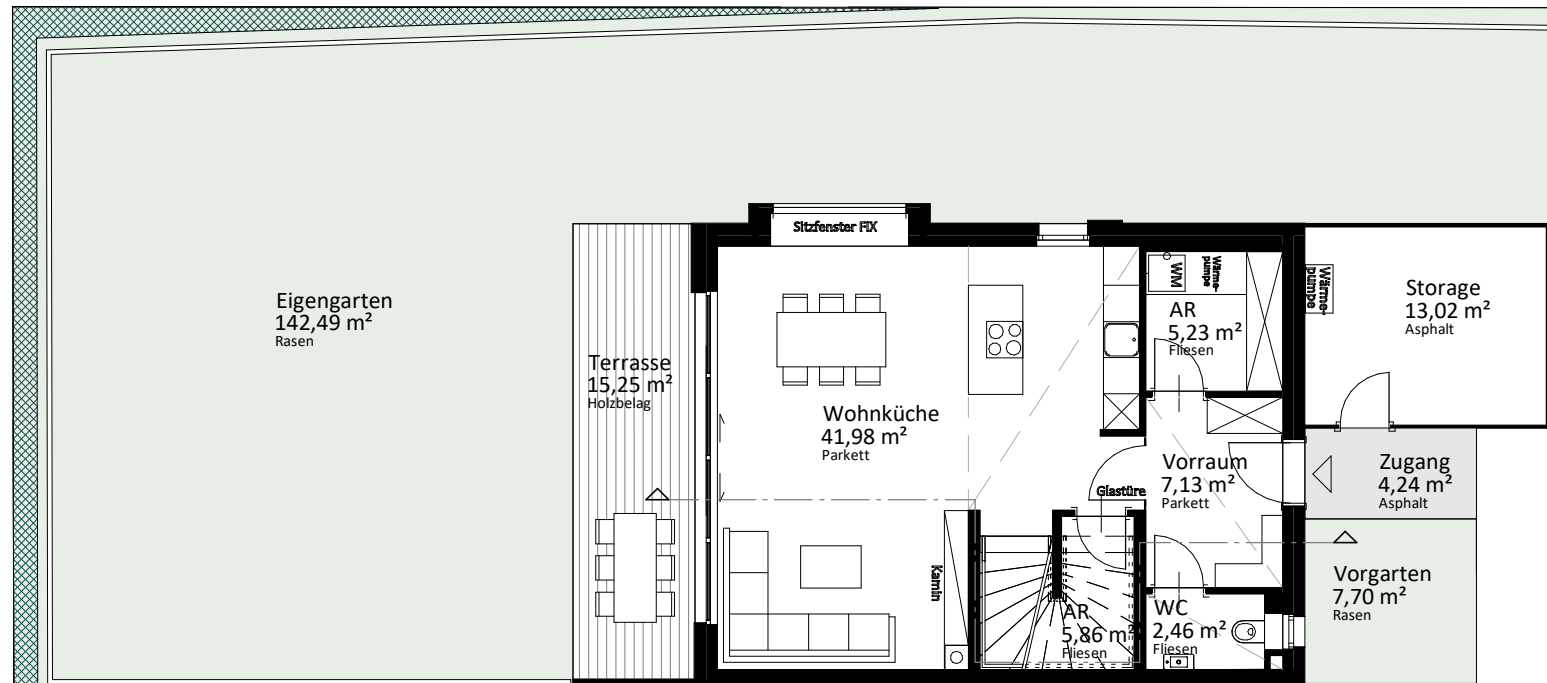 Sitzfenster FIX
Eigengarten
142,49 m²
Rasen
Terrasse
15,25 m²
Holzbelag
Wohnküche
41,98 m²
Parkett
WM
Wärme-
pumpe
AR
5,23 m²
Fliesen
Wärme-
pumpe
Storage
13,02 m²
Asphalt
Glastüre
Vorraum
7,13 m²
Parkett
Zugang
4,24 m²
Asphalt
Kamin
AR
5,86 m²
Fliesen
WC
2,46 m²
Fliesen
Vorgarten
7,70 m²
Rasen